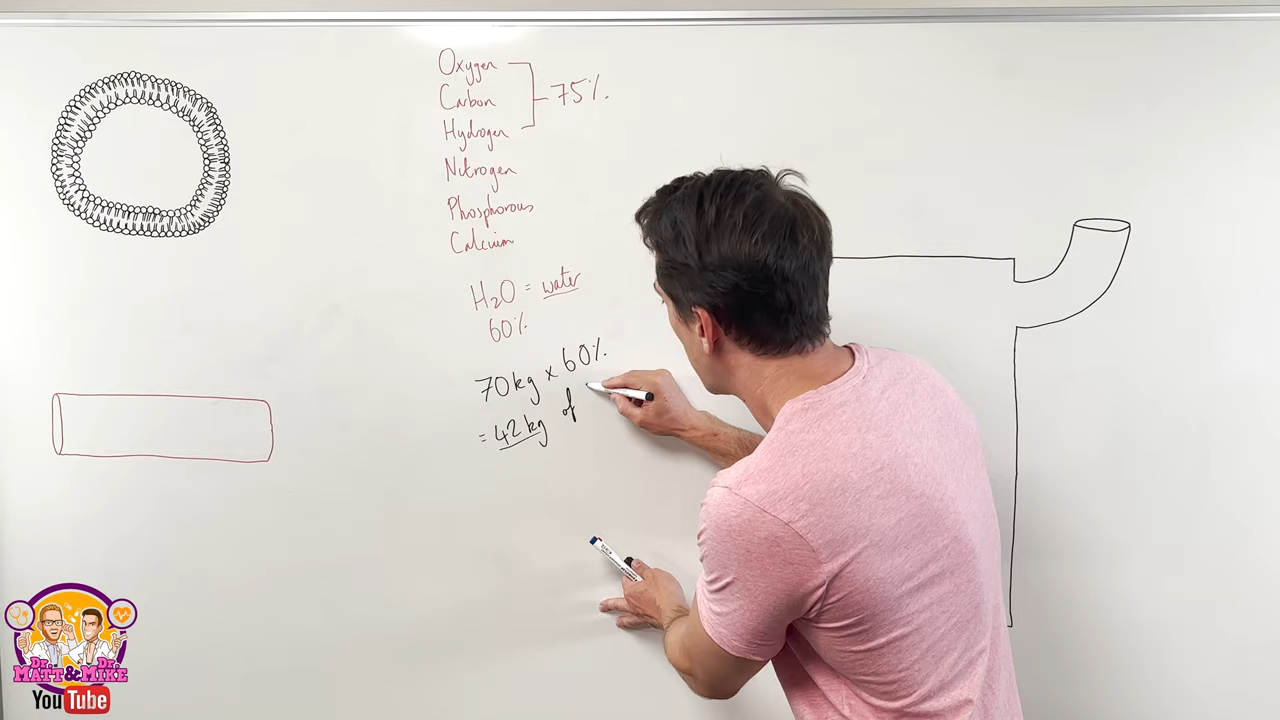 Oxygen
Carbon
75%.
Hydrogen
Nitrogen
Phosphorous
Calcium
H2O = water
60%
70kg x 60%
= 42kg of
Dr. Dr.
MATT & MIKE
YouTube